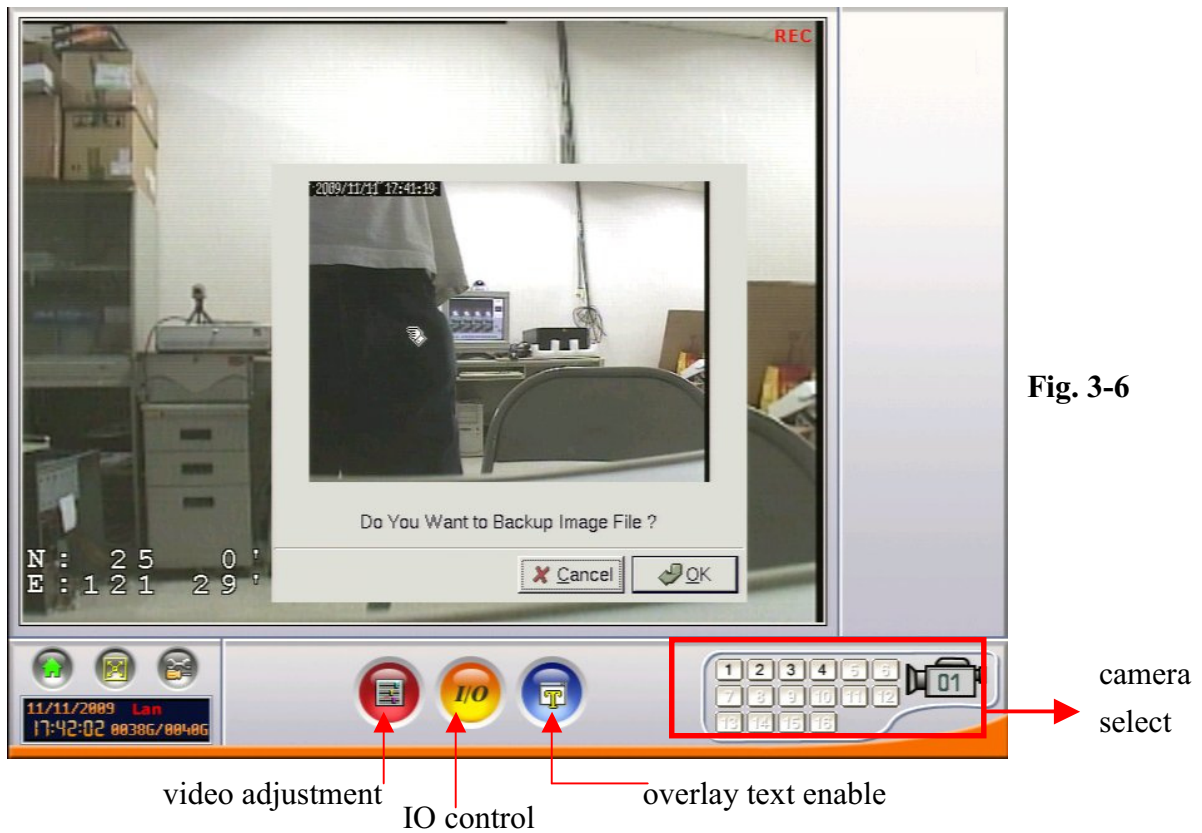 REC
2009/11/11 17:41:19
Do You Want to Backup Image File ?
Cancel
OK
N: 25 0'
E:121 29'
Fig. 3-6
1 2 3 4 5 6
7 8 9 10 11 12
13 14 15 16
01
I/O
T
11/11/2009 Lan
17:42:02 0038G/0040G
camera
select
video adjustment
IO control
overlay text enable